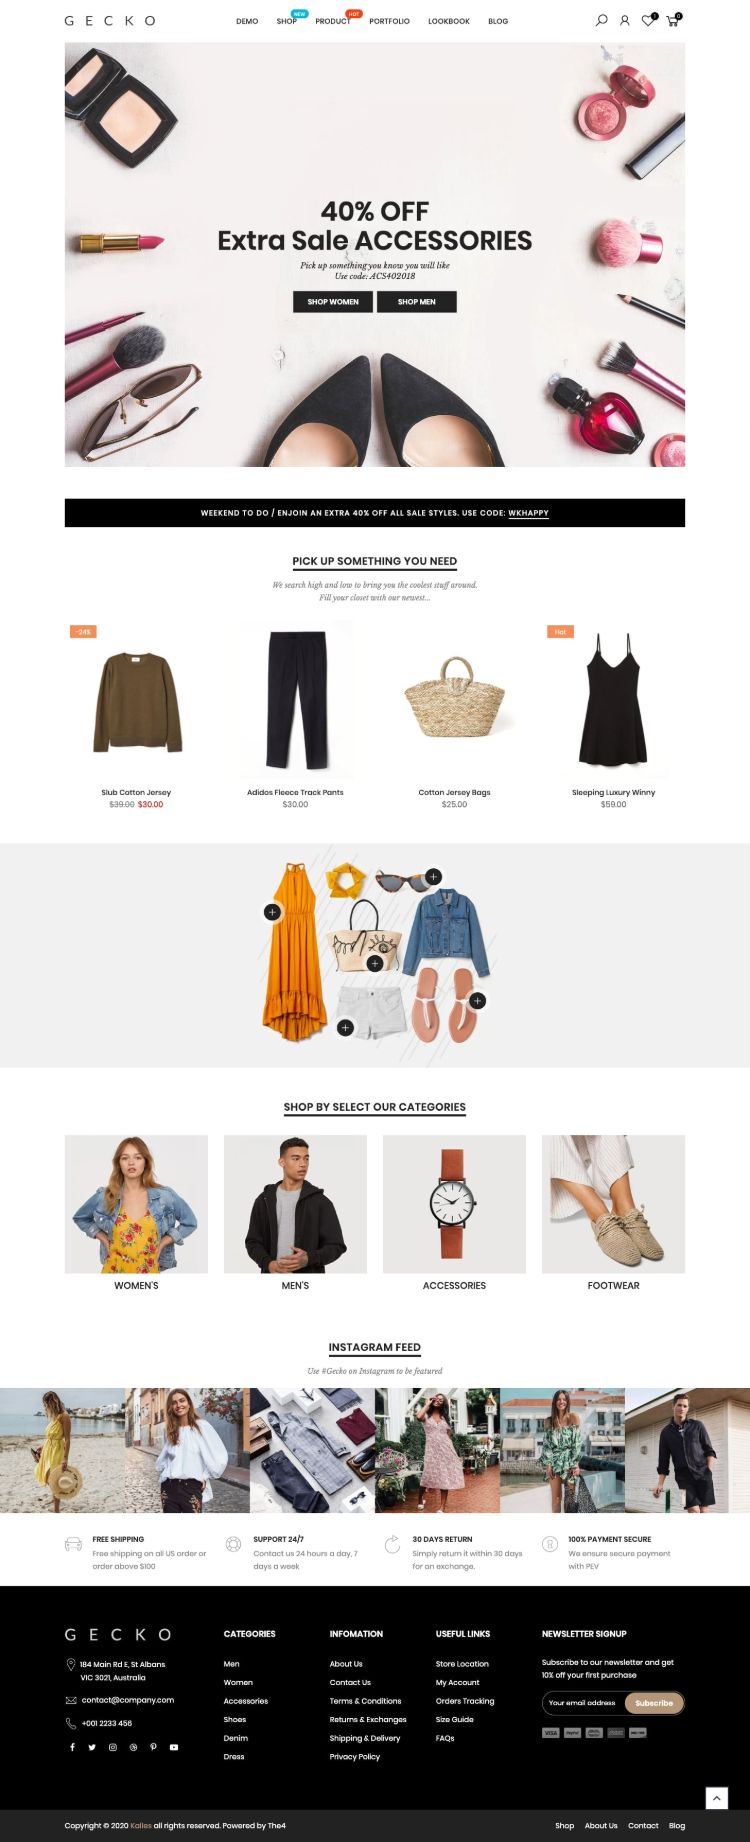 GECKO
DEMO SHOP NEW PRODUCT HOT PORTFOLIO LOOKBOOK BLOG
1 0
40% OFF
Extra Sale ACCESSORIES
Pick up something you know you will like
Use code: ACS402018
SHOP WOMEN SHOP MEN
WEEKEND TO DO / ENJOIN AN EXTRA 40% OFF ALL SALE STYLES. USE CODE: WKHAPPY
PICK UP SOMETHING YOU NEED
We search high and low to bring you the coolest stuff around.
Fill your closet with our newest...
-24% Hot
Slub Cotton Jersey Adidas Fleece Track Pants Cotton Jersey Bags Sleeping Luxury Winny
$39.00 $30.00 $30.00 $25.00 $59.00
SHOP BY SELECT OUR CATEGORIES
WOMEN'S MEN'S ACCESSORIES FOOTWEAR
INSTAGRAM FEED
Use #Gecko on Instagram to be featured
FREE SHIPPING
Free shipping on all US order or
order above $100
SUPPORT 24/7
Contact us 24 hours a day, 7
days a week
30 DAYS RETURN
Simply return it within 30 days
for an exchange.
100% PAYMENT SECURE
We ensure secure payment
with PEV
GECKO
184 Main Rd E, St Albans
VIC 3021, Australia
contact@company.com
+001 2233 456
CATEGORIES
Men
Women
Accessories
Shoes
Denim
Dress
INFOMATION
About Us
Contact Us
Terms & Conditions
Returns & Exchanges
Shipping & Delivery
Privacy Policy
USEFUL LINKS
Store Location
My Account
Orders Tracking
Size Guide
FAQs
NEWSLETTER SIGNUP
Subscribe to our newsletter and get
10% off your first purchase
Your email address Subscribe
VISA PayPal
Copyright © 2020 Kalles all rights reserved. Powered by The4
Shop About Us Contact Blog